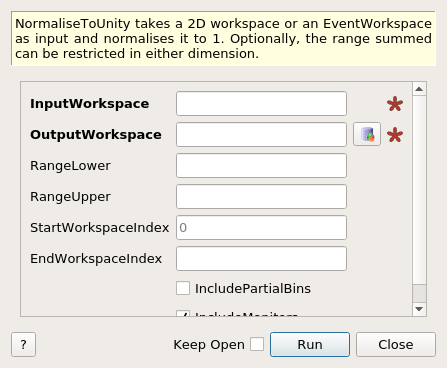 NormaliseToUnity takes a 2D workspace or an EventWorkspace
as input and normalises it to 1. Optionally, the range summed
can be restricted in either dimension.
InputWorkspace
OutputWorkspace
RangeLower
RangeUpper
StartWorkspaceIndex 0
EndWorkspaceIndex
IncludePartialBins
IncludeMonitors
? Keep Open Run Close